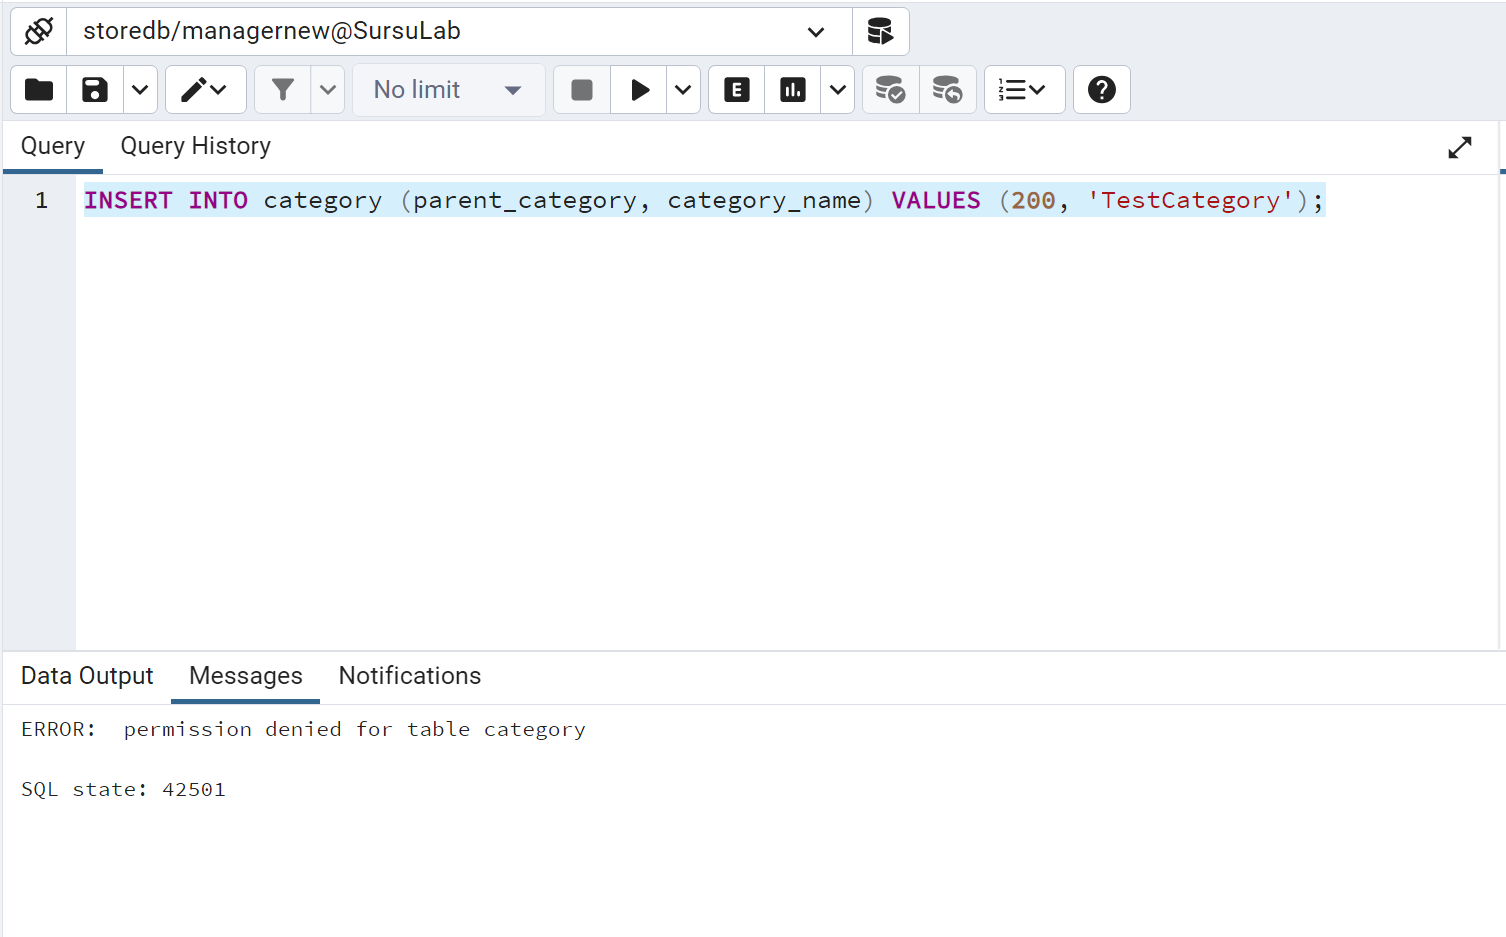 storedb/managernew@SursuLab
No limit
E
Query Query History
1 INSERT INTO category (parent_category, category_name) VALUES (200, 'TestCategory');
Data Output Messages Notifications
ERROR:  permission denied for table category
SQL state: 42501